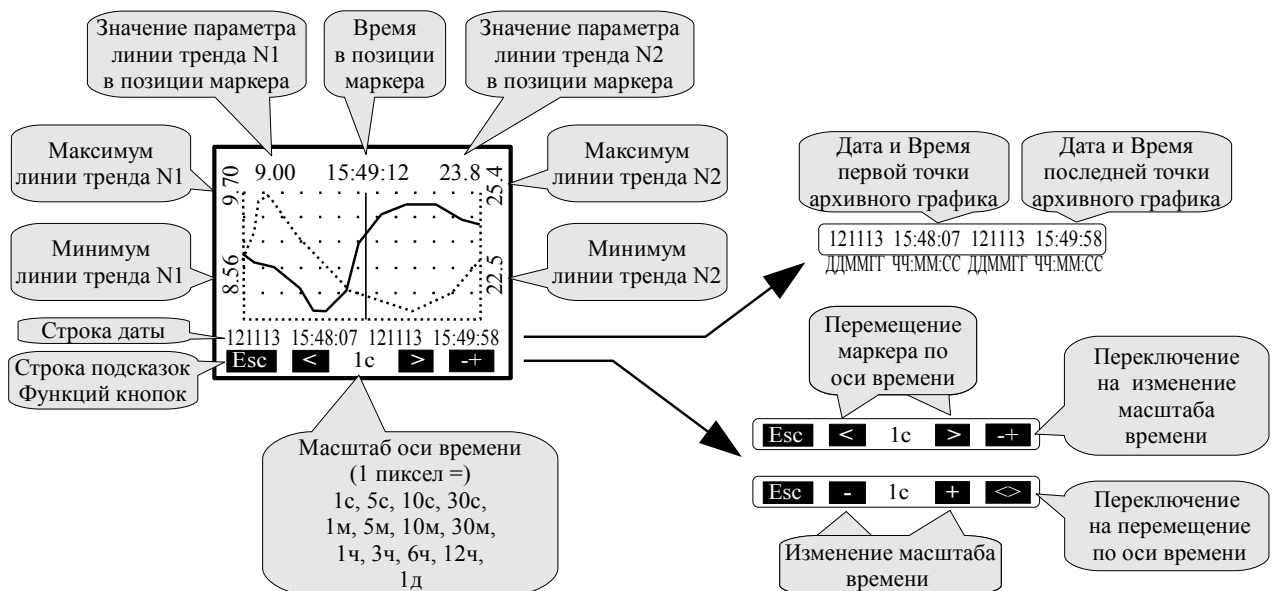 Значение параметра
линии тренда N1
в позиции маркера
Время
в позиции
маркера
Значение параметра
линии тренда N2
в позиции маркера
Максимум
линии тренда N1
Минимум
линии тренда N1
Строка даты
Строка подсказок
Функций кнопок
9.70
8.56
9.00 15:49:12 23.8
25.4
22.5
121113 15:48:07 121113 15:49:58
Esc < 1с > -+
Максимум
линии тренда N2
Минимум
линии тренда N2
Масштаб оси времени
(1 пиксел =)
1с, 5с, 10с, 30с,
1м, 5м, 10м, 30м,
1ч, 3ч, 6ч, 12ч,
1д
Дата и Время
первой точки
архивного графика
Дата и Время
последней точки
архивного графика
121113 15:48:07 121113 15:49:58
ДДММГГ ЧЧ:ММ:СС ДДММГГ ЧЧ:ММ:СС
Перемещение
маркера по
оси времени
Esc < 1с > -+
Переключение
на изменение
масштаба
времени
Esc - 1с + <>
Изменение масштаба
времени
Переключение
на перемещение
по оси времени